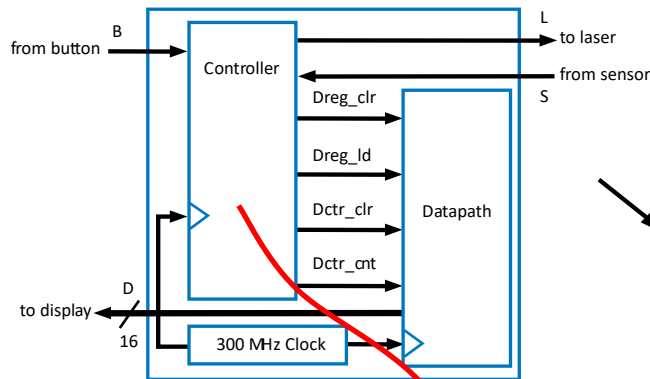 B
L
from button
to laser
Controller
from sensor
Dreg_clr
S
Dreg_ld
Dctr_clr
Datapath
Dctr_cnt
D
to display
16
300 MHz Clock